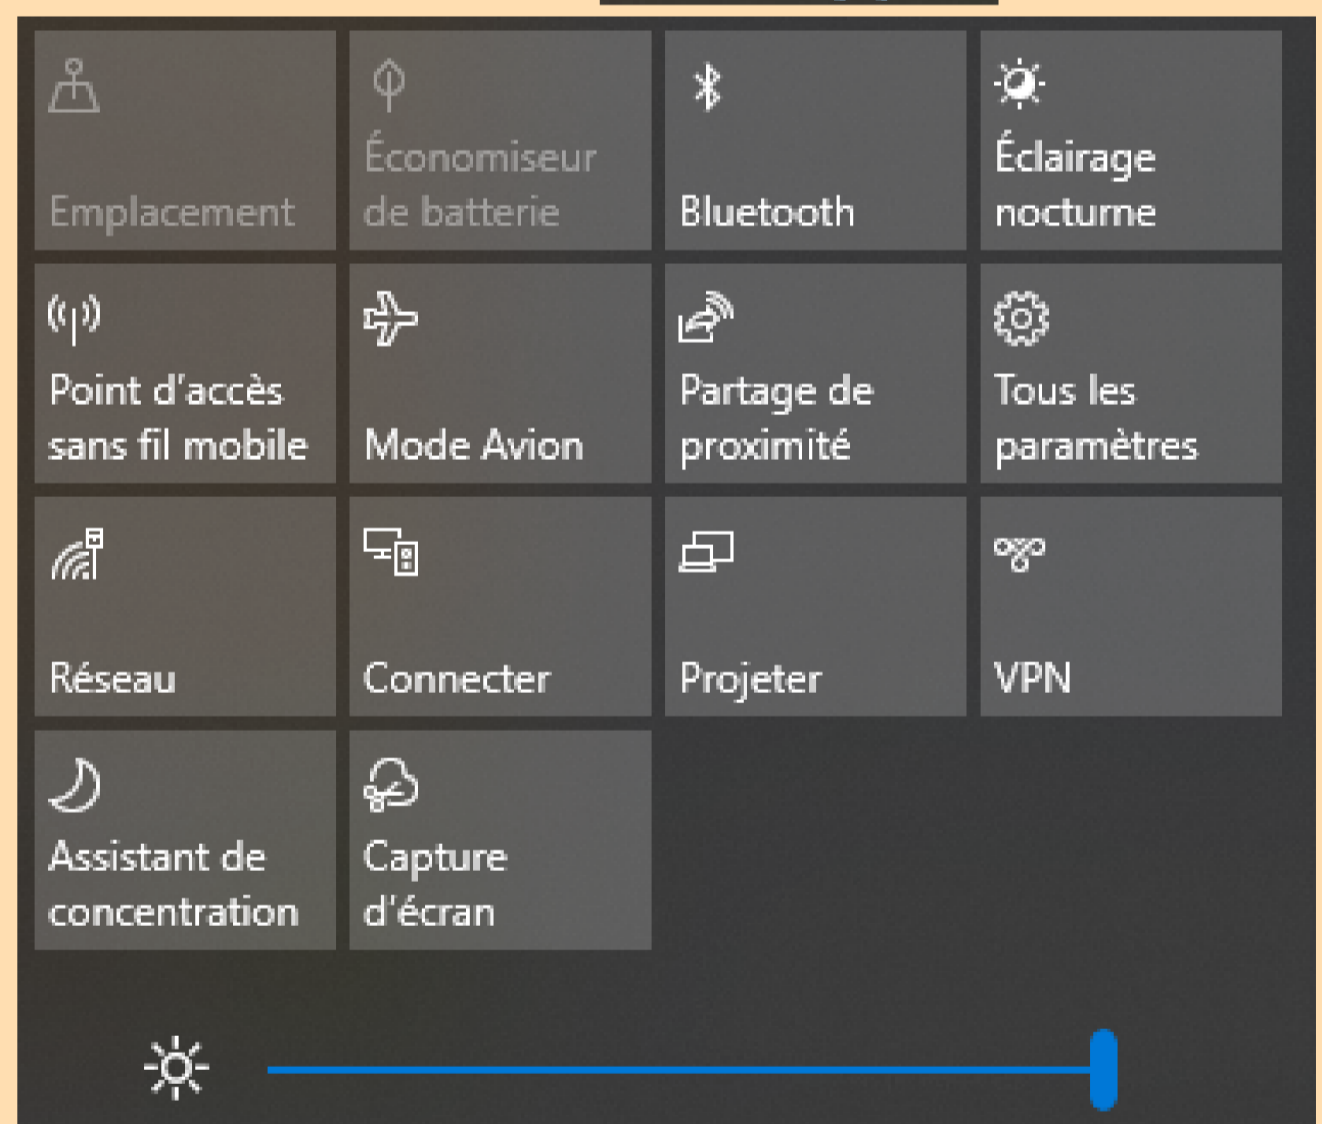 Emplacement
Économiseur
de batterie
Bluetooth
Éclairage
nocturne
Point d'accès
sans fil mobile
Mode Avion
Partage de
proximité
Tous les
paramètres
Réseau
Connecter
Projeter
VPN
Assistant de
concentration
Capture
d'écran